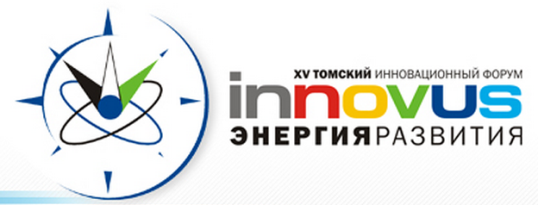 XV ТОМСКИЙ ИННОВАЦИОННЫЙ ФОРУМ
innovus
ЭНЕРГИЯРАЗВИТИЯ